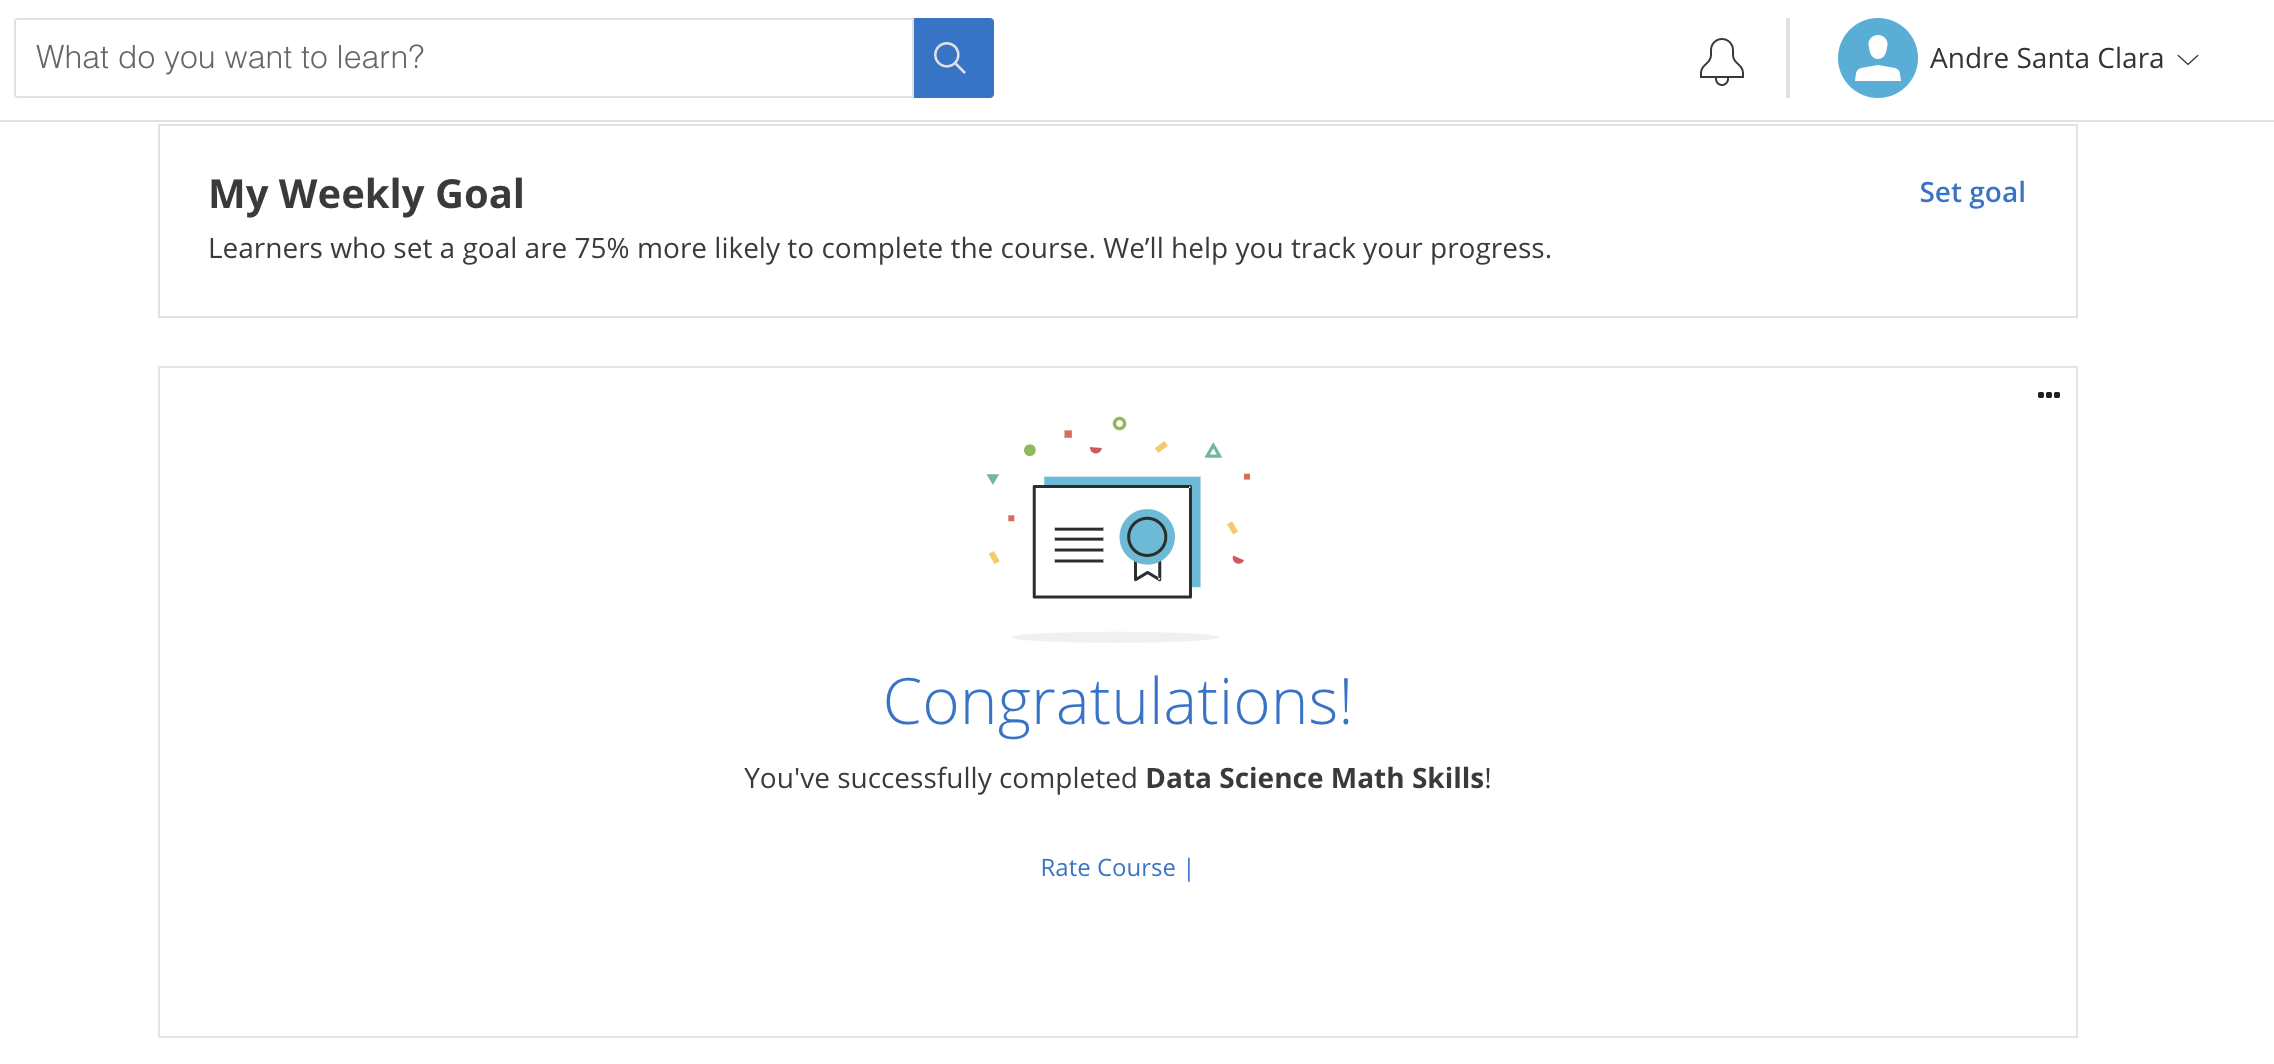 What do you want to learn?
Andre Santa Clara
My Weekly Goal
Set goal
Learners who set a goal are 75% more likely to complete the course. We’ll help you track your progress.
Congratulations!
You've successfully completed Data Science Math Skills!
Rate Course |